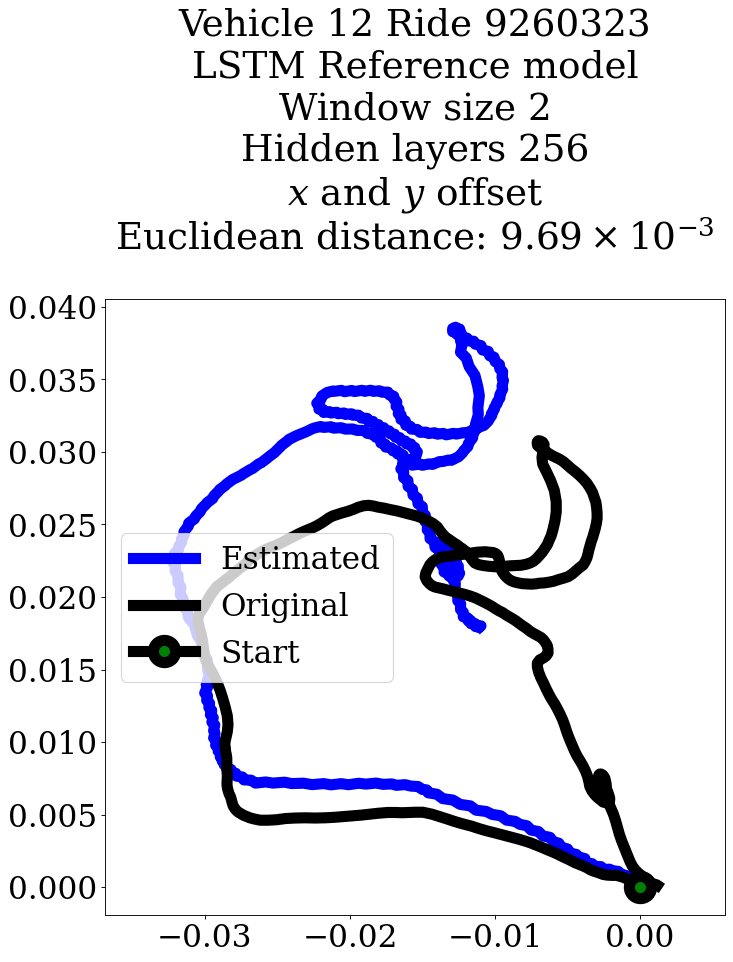 Vehicle 12 Ride 9260323
LSTM Reference model
Window size 2
Hidden layers 256
x and y offset
Euclidean distance: 9.69 × 10⁻³
0.040
0.035
0.030
0.025
0.020
0.015
0.010
0.005
0.000
Estimated
Original
Start
−0.03 −0.02 −0.01 0.00